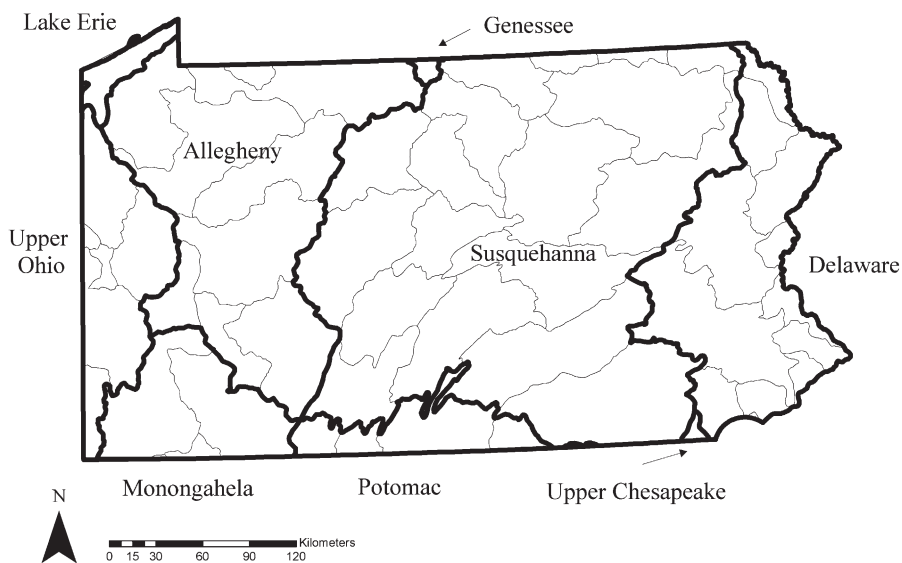 Lake Erie
Genessee
Allegheny
Upper
Ohio
Susquehanna
Delaware
Monongahela
Potomac
Upper Chesapeake
N
Kilometers
0 15 30 60 90 120